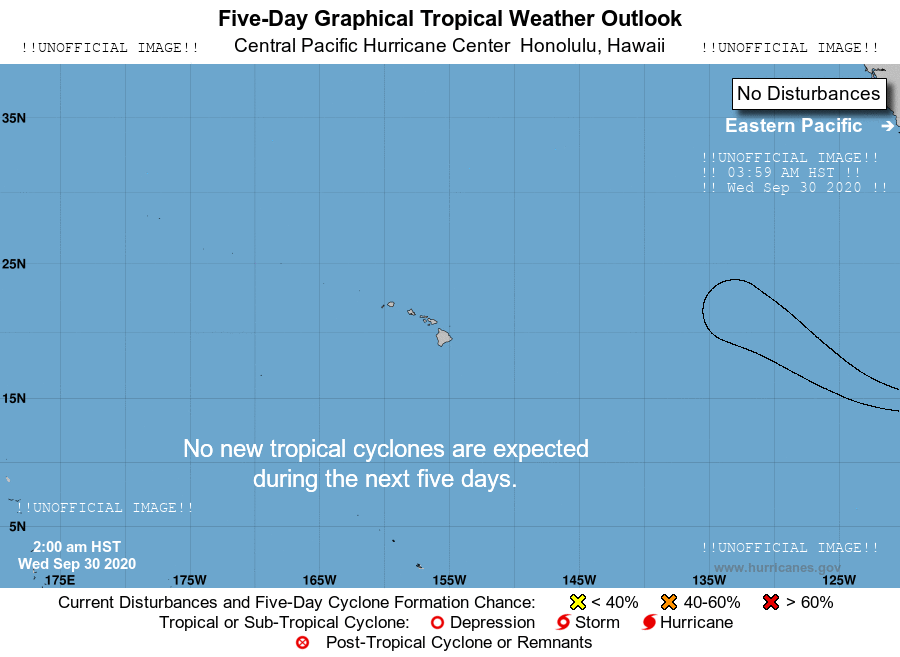 Five-Day Graphical Tropical Weather Outlook
!!UNOFFICIAL IMAGE!! Central Pacific Hurricane Center Honolulu, Hawaii !!UNOFFICIAL IMAGE!!
No Disturbances
35N
Eastern Pacific ➔
!!UNOFFICIAL IMAGE!!
!! 03:59 AM HST !!
!! Wed Sep 30 2020 !!
25N
15N
No new tropical cyclones are expected
during the next five days.
!!UNOFFICIAL IMAGE!!
5N
2:00 am HST
Wed Sep 30 2020
!!UNOFFICIAL IMAGE!!
www.hurricanes.gov
175E 175W 165W 155W 145W 135W 125W
Current Disturbances and Five-Day Cyclone Formation Chance: < 40% 40-60% > 60%
Tropical or Sub-Tropical Cyclone: Depression Storm Hurricane
Post-Tropical Cyclone or Remnants